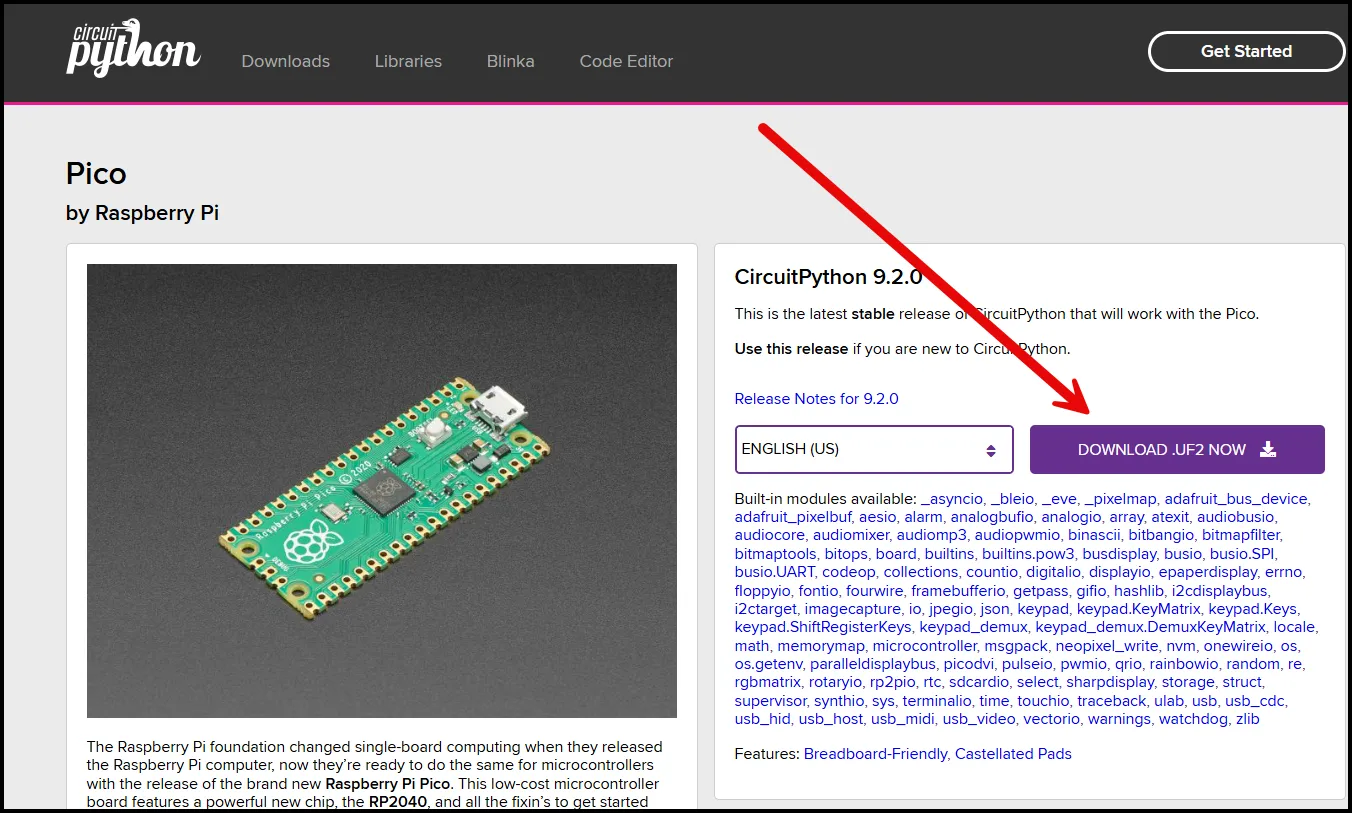 circuit
python
Downloads
Libraries
Blinka
Code Editor
Get Started
Pico
by Raspberry Pi
Raspberry Pi Pico © 2020
CircuitPython 9.2.0
This is the latest stable release of CircuitPython that will work with the Pico.
Use this release if you are new to CircuitPython.
Release Notes for 9.2.0
ENGLISH (US)
DOWNLOAD .UF2 NOW
Built-in modules available: _asyncio, _bleio, _eve, _pixelmap, adafruit_bus_device,
adafruit_pixelbuf, aesio, alarm, analogbufio, analogio, array, atexit, audiobusio,
audiocore, audiomixer, audiomp3, audiopwmio, binascii, bitbangio, bitmapfilter,
bitmaptools, bitops, board, builtins, builtins.pow3, busdisplay, busio, busio.SPI,
busio.UART, codeop, collections, countio, digitalio, displayio, epaperdisplay, errno,
floppyio, fontio, fourwire, framebufferio, getpass, gifio, hashlib, i2cdisplaybus,
i2ctarget, imagecapture, io, jpegio, json, keypad, keypad.KeyMatrix, keypad.Keys,
keypad.ShiftRegisterKeys, keypad_demux, keypad_demux.DemuxKeyMatrix, locale,
math, memorymap, microcontroller, msgpack, neopixel_write, nvm, onewireio, os,
os.getenv, paralleldisplaybus, picodvi, pulseio, pwmio, qrio, rainbowio, random, re,
rgbmatrix, rotaryio, rp2pio, rtc, sdcardio, select, sharpdisplay, storage, struct,
supervisor, synthio, sys, terminalio, time, touchio, traceback, ulab, usb, usb_cdc,
usb_hid, usb_host, usb_midi, usb_video, vectorio, warnings, watchdog, zlib
Features: Breadboard-Friendly, Castellated Pads
The Raspberry Pi foundation changed single-board computing when they released
the Raspberry Pi computer, now they're ready to do the same for microcontrollers
with the release of the brand new Raspberry Pi Pico. This low-cost microcontroller
board features a powerful new chip, the RP2040, and all the fixin's to get started